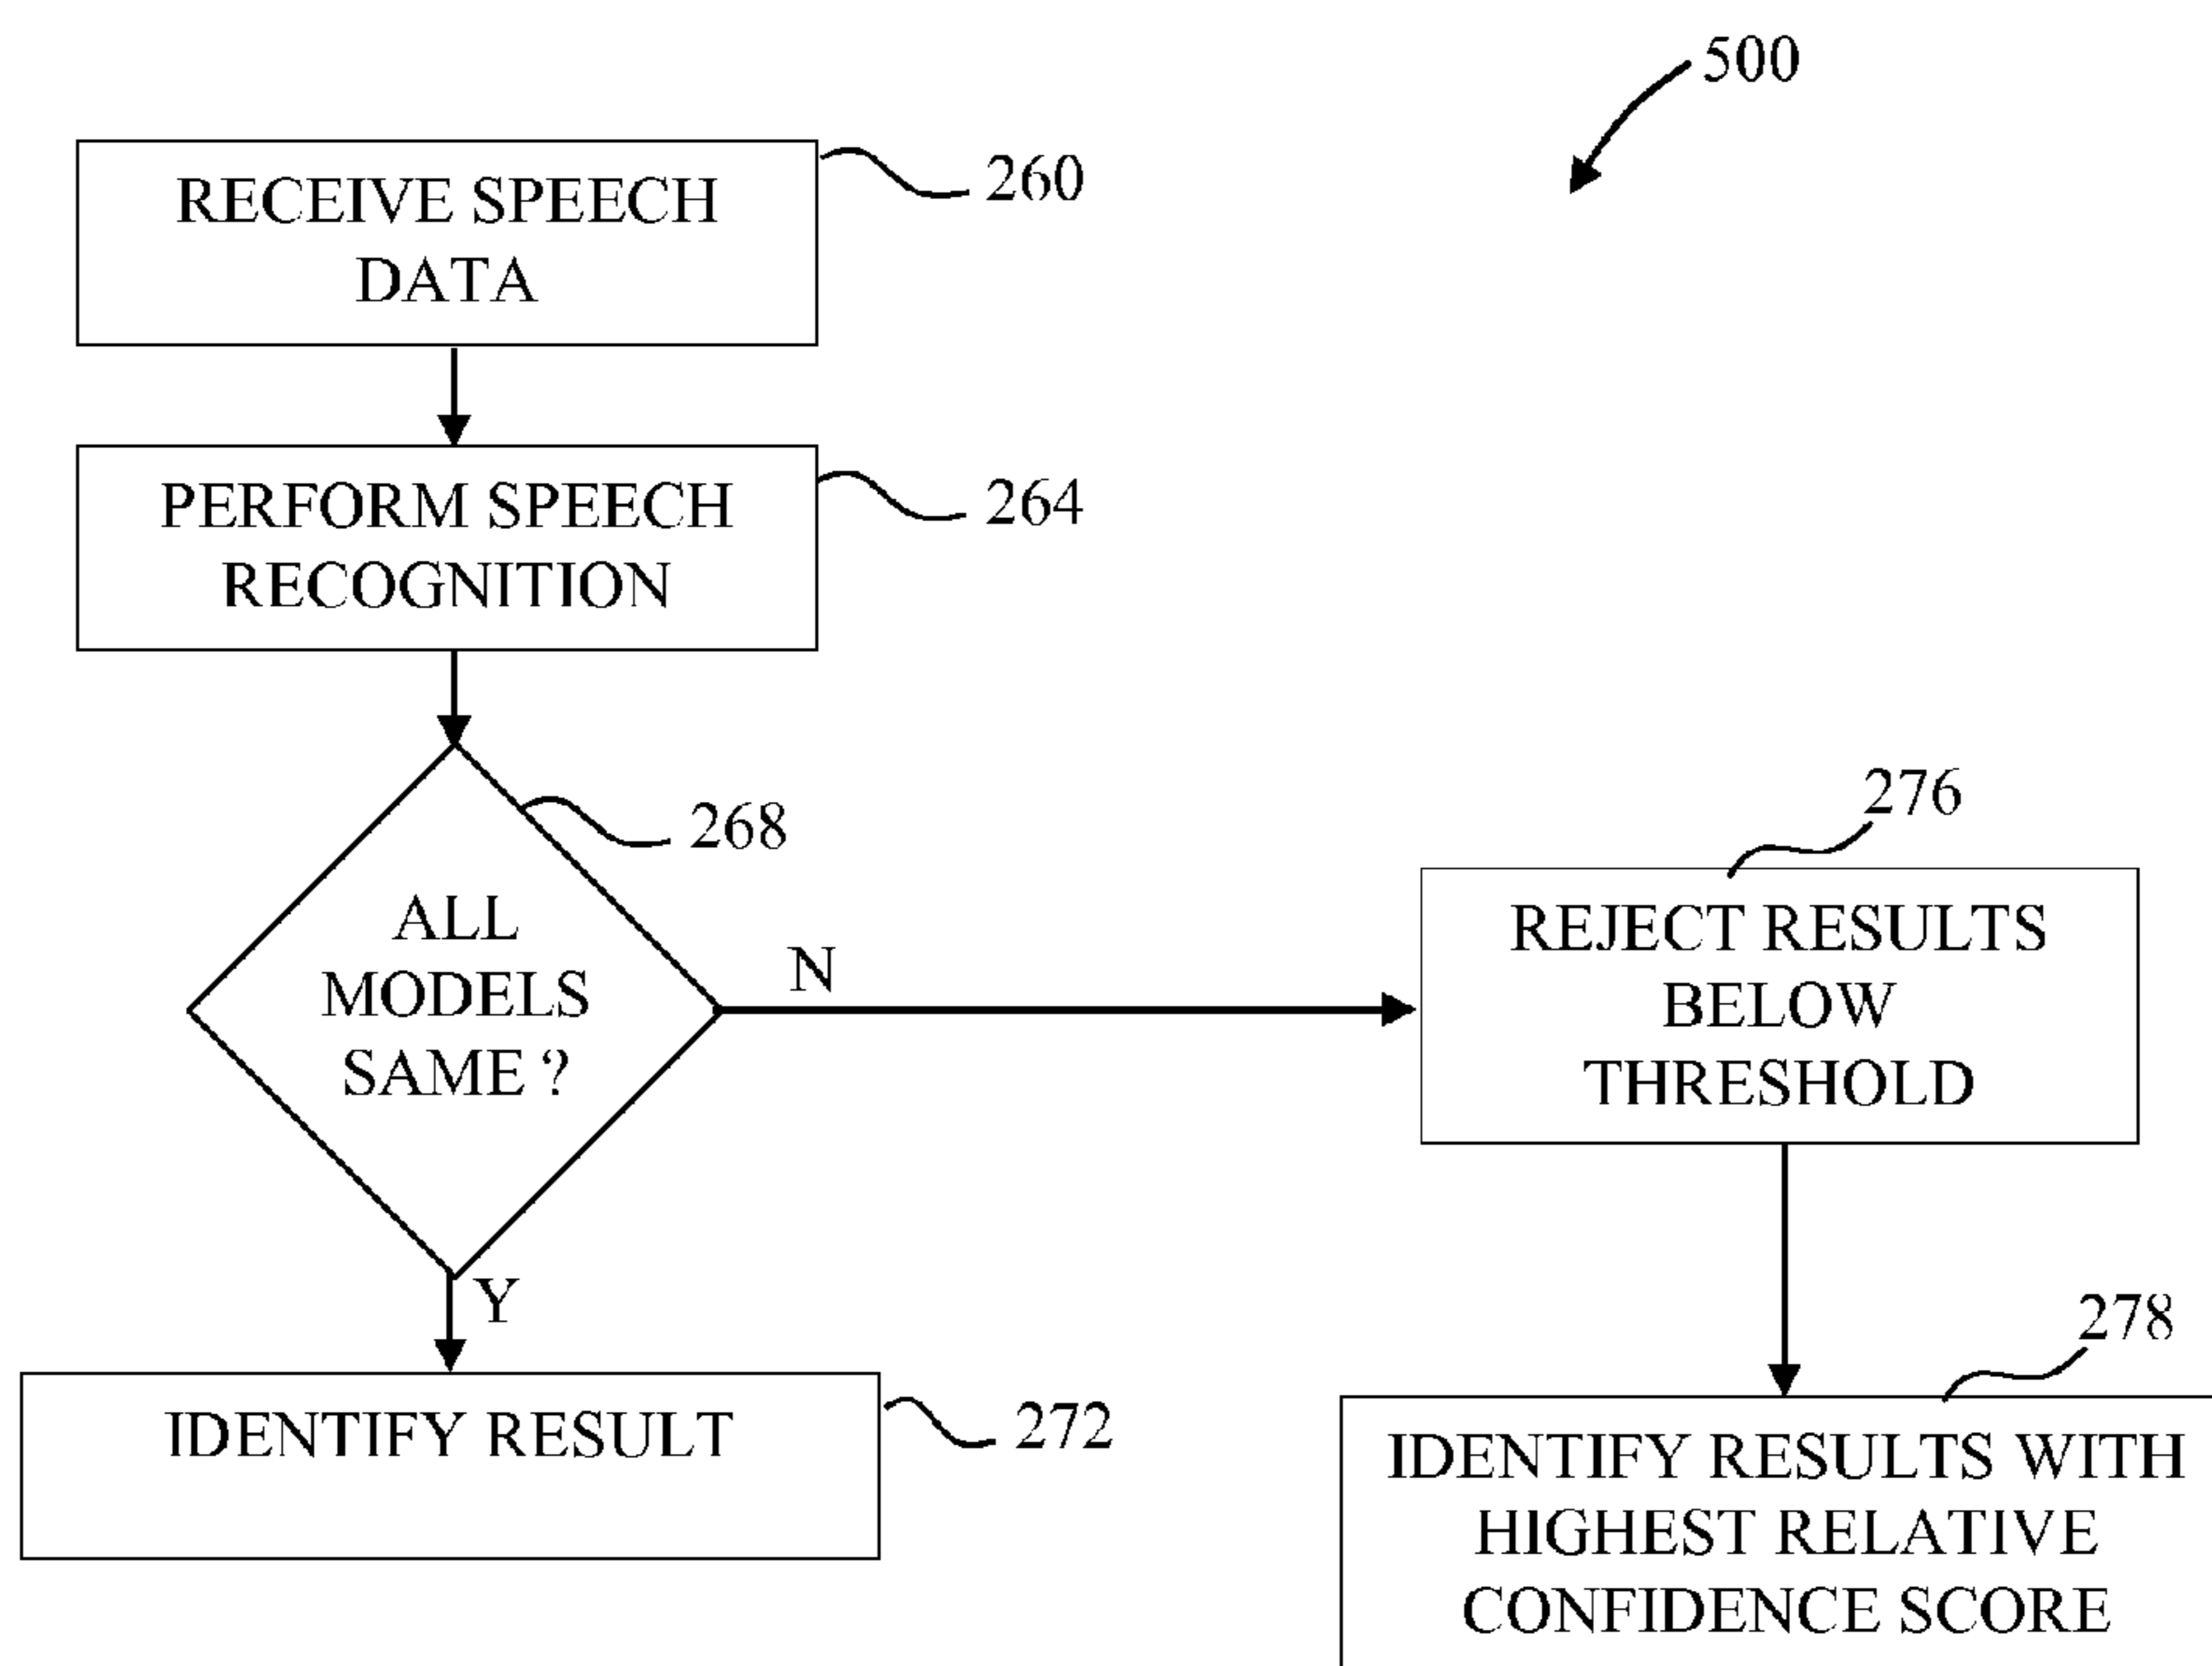 500
RECEIVE SPEECH
DATA
260
PERFORM SPEECH
RECOGNITION
264
268
ALL
MODELS
SAME ?
N
Y
276
REJECT RESULTS
BELOW
THRESHOLD
IDENTIFY RESULT
272
278
IDENTIFY RESULTS WITH
HIGHEST RELATIVE
CONFIDENCE SCORE